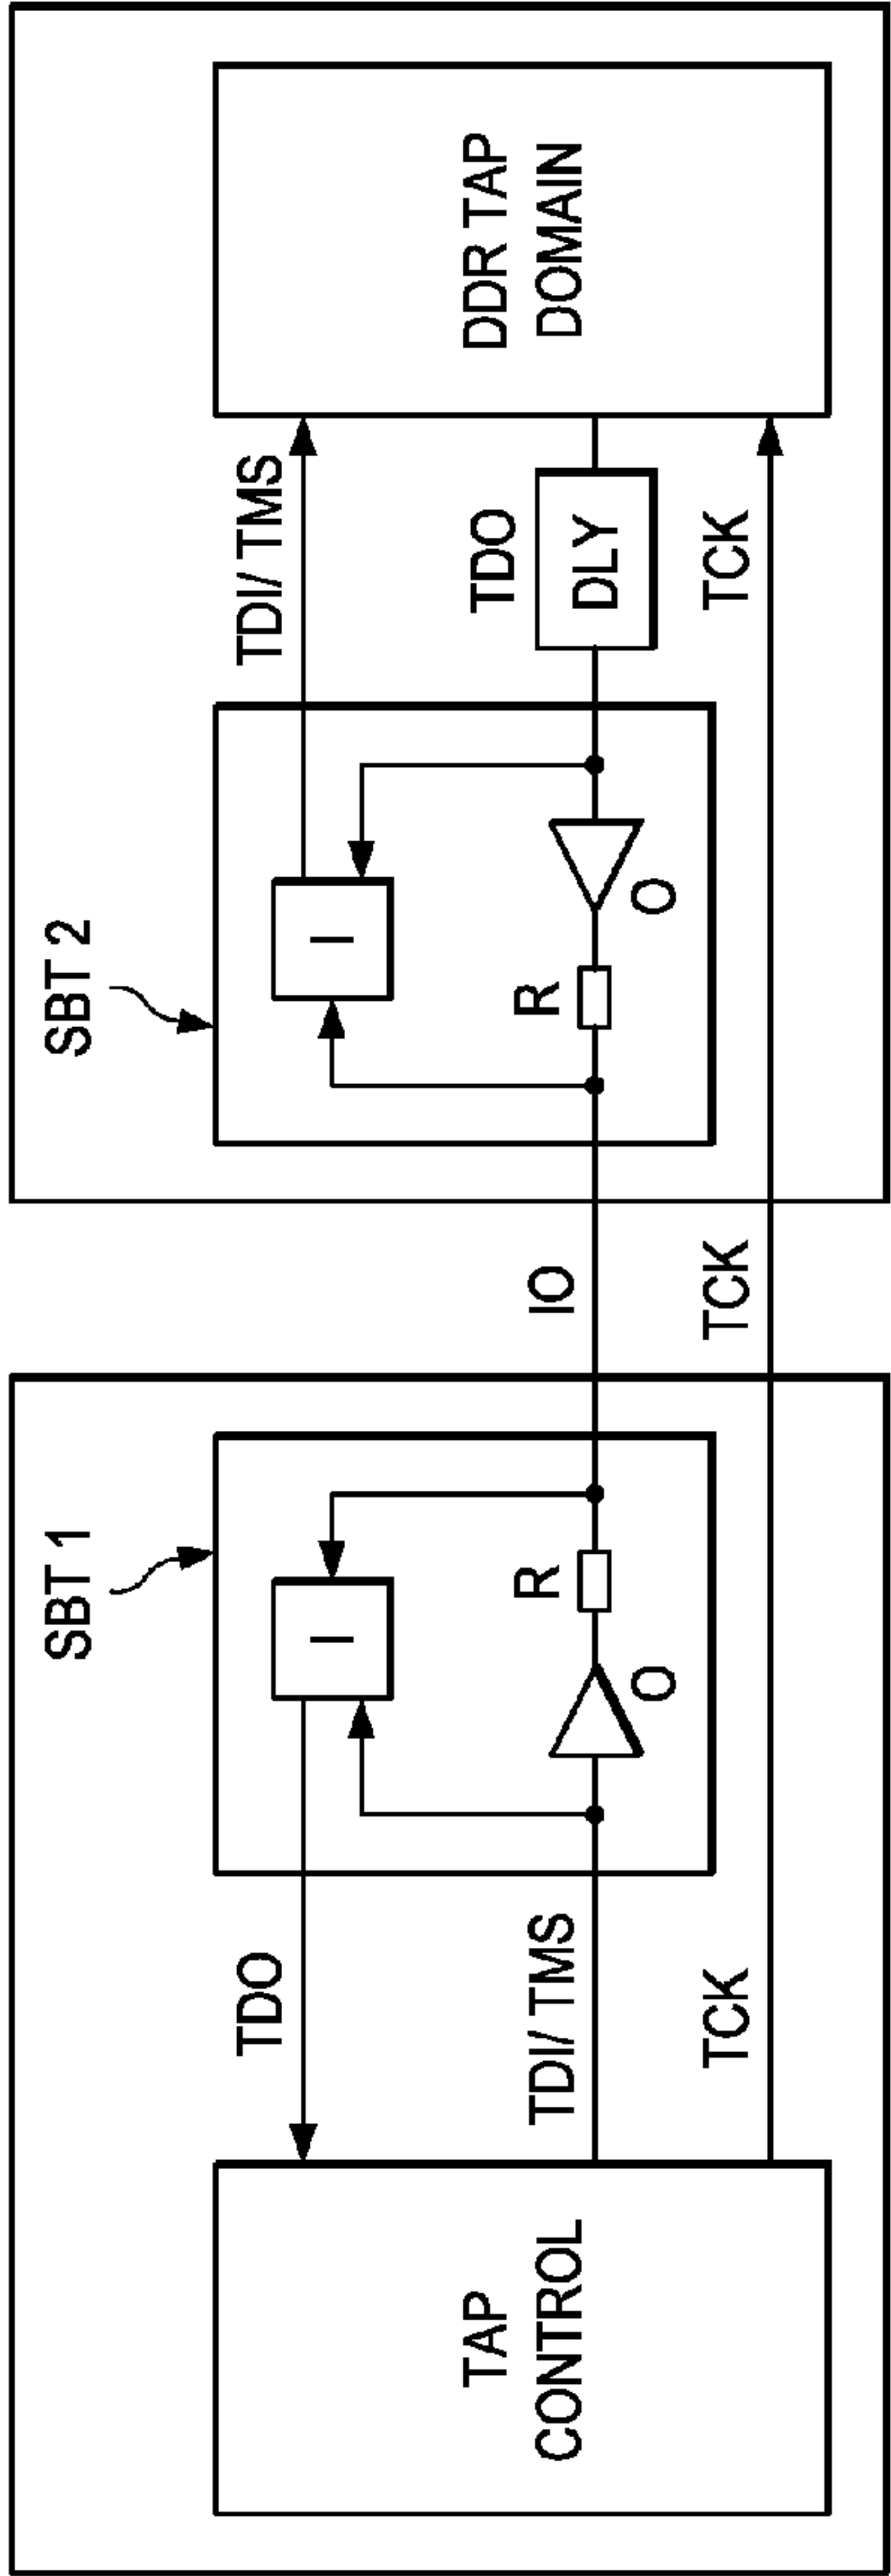 SBT 1
SBT 2
TDO
I
I
TDI/ TMS
TAP
CONTROL
TDI/ TMS
O
R
IO
R
O
TDO
DLY
DDR TAP
DOMAIN
TCK
TCK
TCK